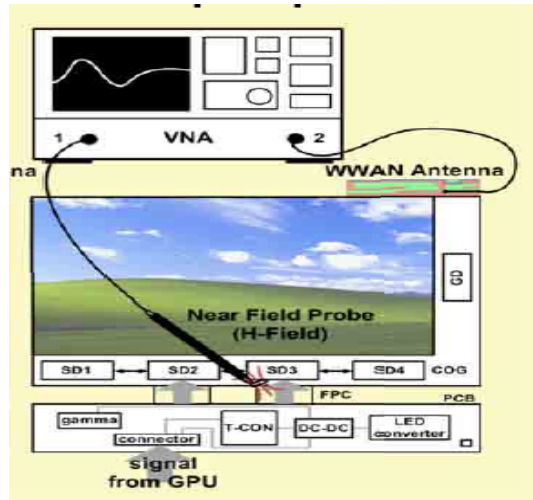 1 VNA 2
na
WWAN Antenna
GD
Near Field Probe
(H-Field)
SD1 SD2 SD3 SD4 COG
FPC
PCB
gamma
connector
T-CON
DC-DC
LED
converter
signal
from GPU